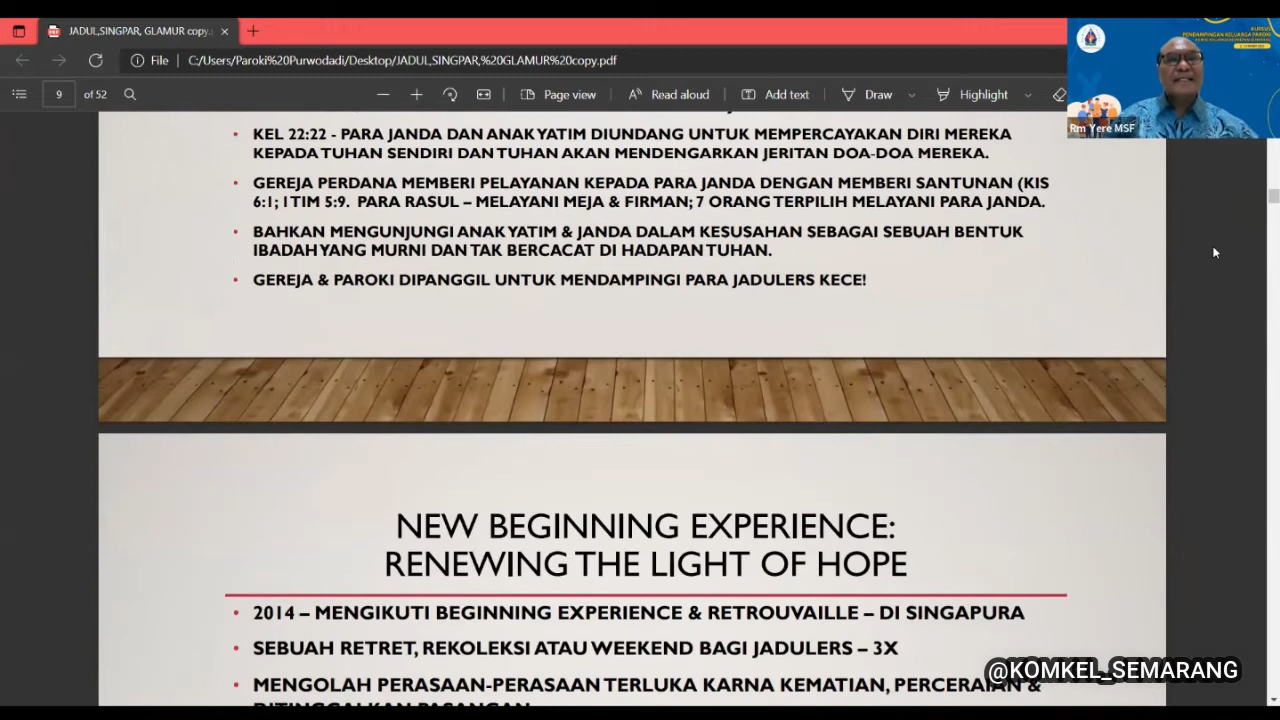 JADUL,SINGPAR, GLAMUR copy.
File
C:/Users/Paroki%20Purwodadi/Desktop/JADUL,SINGPAR,%20GLAMUR%20copy.pdf
9 of 52
Page view
Read aloud
Add text
Draw
Highlight
KURSUS
PENDAMPINGAN KELUARGA PAROKI
Rm Yere MSF
• KEL 22:22 - PARA JANDA DAN ANAK YATIM DIUNDANG UNTUK MEMPERCAYAKAN DIRI MEREKA
KEPADA TUHAN SENDIRI DAN TUHAN AKAN MENDENGARKAN JERITAN DOA-DOA MEREKA.
• GEREJA PERDANA MEMBERI PELAYANAN KEPADA PARA JANDA DENGAN MEMBERI SANTUNAN (KIS
6:1; 1TIM 5:9. PARA RASUL – MELAYANI MEJA & FIRMAN; 7 ORANG TERPILIH MELAYANI PARA JANDA.
• BAHKAN MENGUNJUNGI ANAK YATIM & JANDA DALAM KESUSAHAN SEBAGAI SEBUAH BENTUK
IBADAH YANG MURNI DAN TAK BERCACAT DI HADAPAN TUHAN.
• GEREJA & PAROKI DIPANGGIL UNTUK MENDAMPINGI PARA JADULERS KECE!
NEW BEGINNING EXPERIENCE:
RENEWING THE LIGHT OF HOPE
• 2014 – MENGIKUTI BEGINNING EXPERIENCE & RETROUVAILLE – DI SINGAPURA
• SEBUAH RETRET, REKOLEKSI ATAU WEEKEND BAGI JADULERS – 3X
• MENGOLAH PERASAAN-PERASAAN TERLUKA KARNA KEMATIAN, PERCERAIAN &
DITINGGALKAN PASANGAN
@KOMKEL_SEMARANG